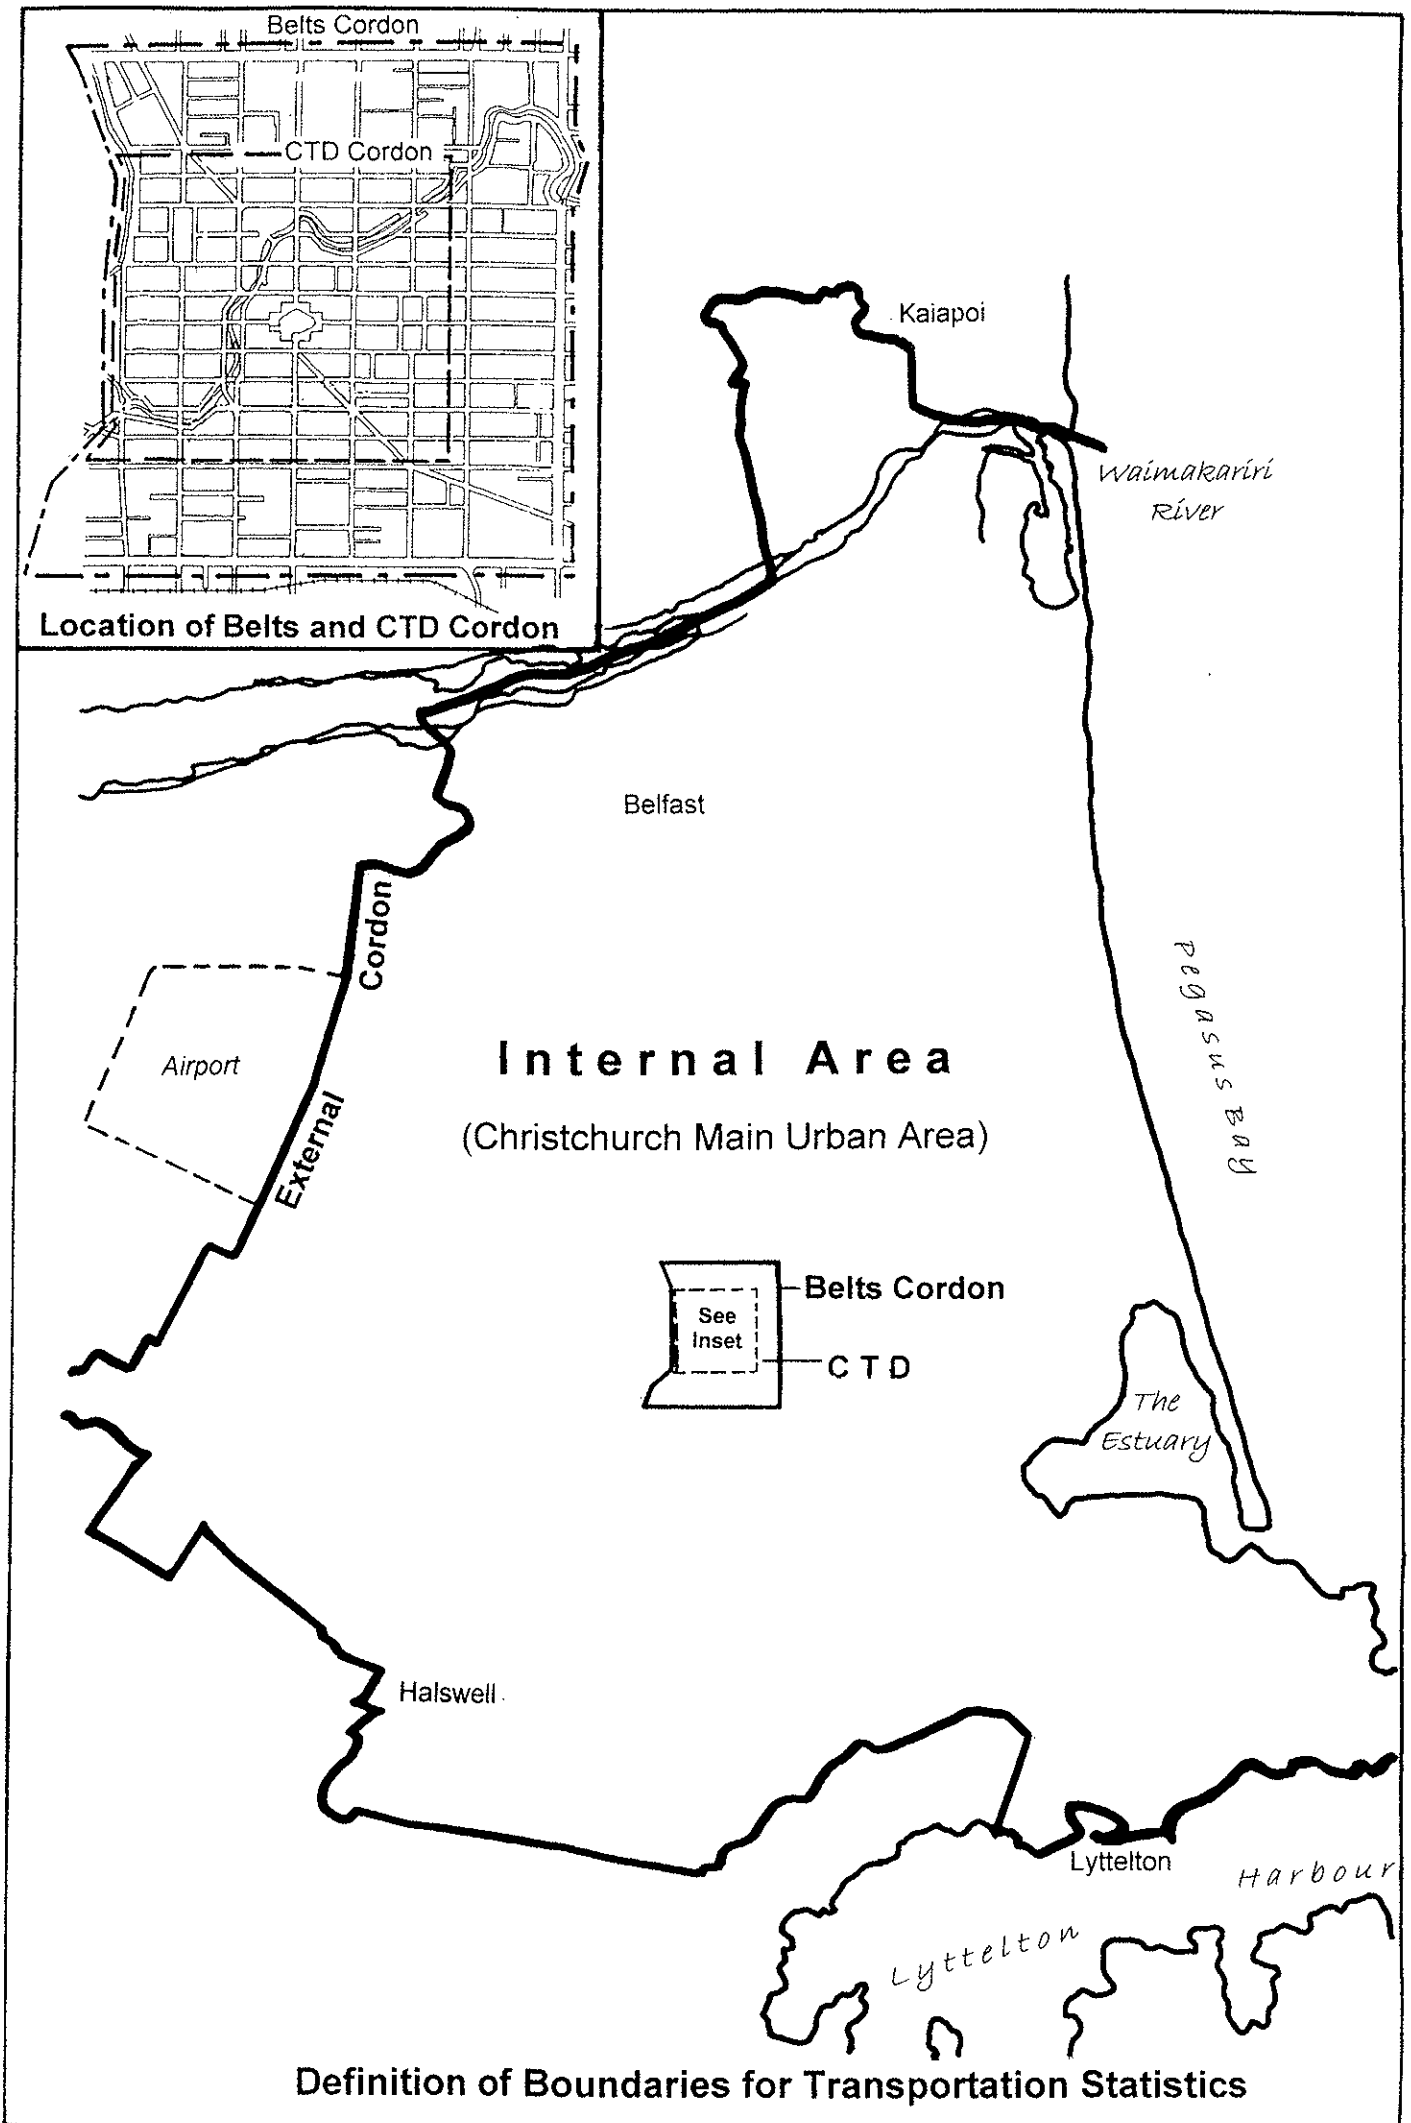 Belts Cordon
CTD Cordon
Location of Belts and CTD Cordon
Kaiapoi
Waimakariri
River
Belfast
Cordon
External
Airport
Pegasus Bay
Internal Area
(Christchurch Main Urban Area)
Belts Cordon
See
Inset
C T D
The
Estuary
Halswell
Lyttelton
Lyttelton Harbour
Definition of Boundaries for Transportation Statistics